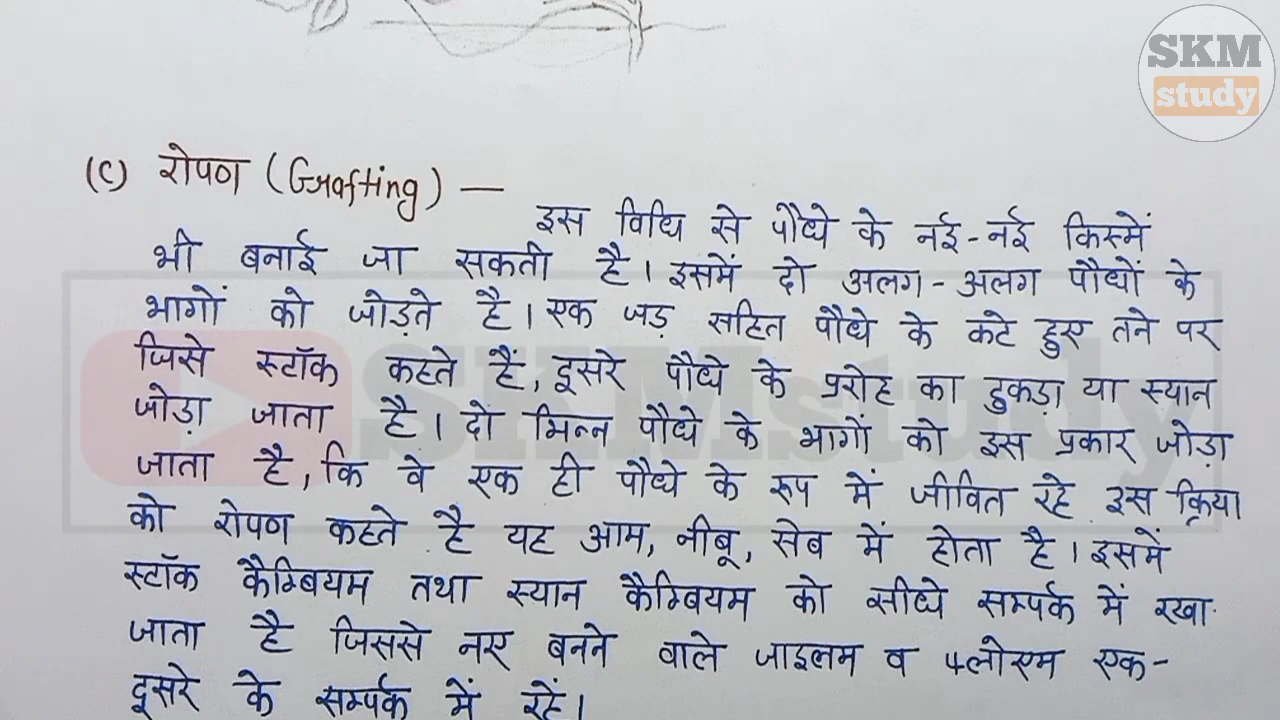 SKM
study
(C) रोपण (Grafting) —
इस विधि से पौधे के नई-नई किस्में
भी बनाई जा सकती है। इसमें दो अलग-अलग पौधों के
भागों को जोड़ते है। एक जड़ सहित पौधे के कटे हुए तने पर
जिसे स्टॉक कहते हैं, दूसरे पौधे के प्ररोह का टुकड़ा या स्यान
जोड़ा जाता है। दो भिन्न पौधे के भागों को इस प्रकार जोड़ा
जाता है, कि वे एक ही पौधे के रूप में जीवित रहे इस क्रिया
को रोपण कहते है यह आम, नीबू, सेब में होता है। इसमें
स्टॉक कैम्बियम तथा स्यान कैम्बियम को सीधे सम्पर्क में रखा
जाता है जिससे नए बनने वाले जाइलम व फ्लोएम एक-
दूसरे के सम्पर्क में रहें।
SKMstudy